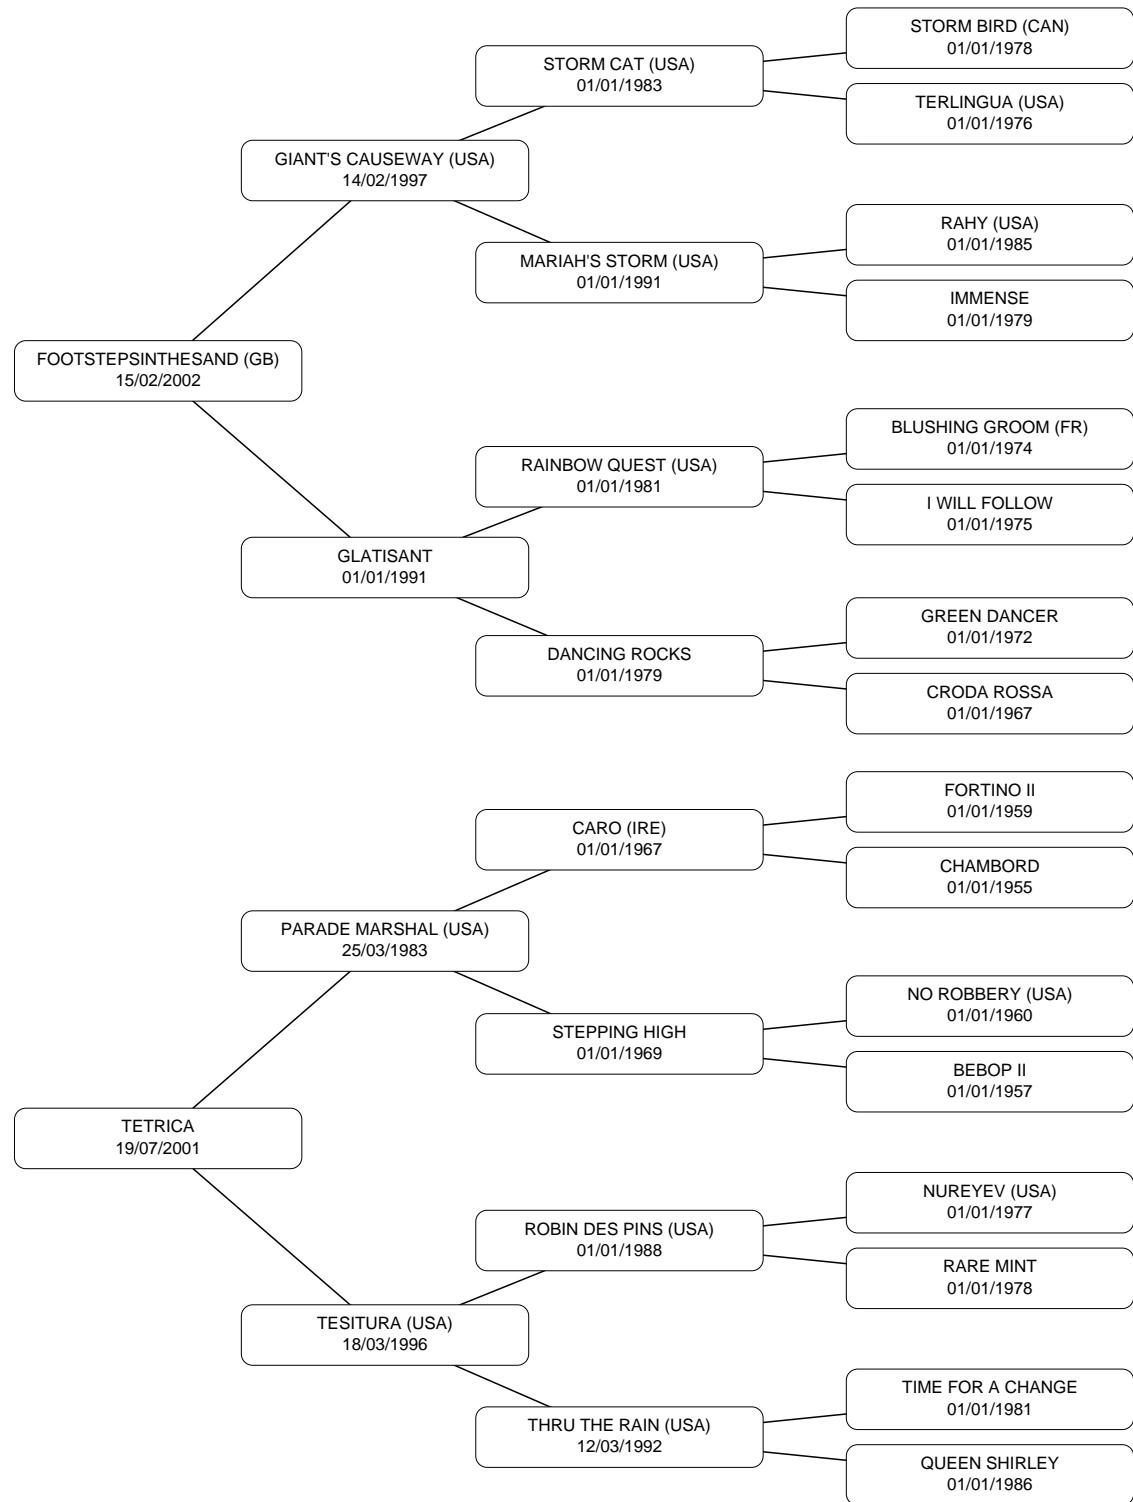 STORM BIRD (CAN)
01/01/1978
STORM CAT (USA)
01/01/1983
TERLINGUA (USA)
01/01/1976
GIANT'S CAUSEWAY (USA)
14/02/1997
RAHY (USA)
01/01/1985
MARIAH'S STORM (USA)
01/01/1991
IMMENSE
01/01/1979
FOOTSTEPSINTHESAND (GB)
15/02/2002
BLUSHING GROOM (FR)
01/01/1974
RAINBOW QUEST (USA)
01/01/1981
I WILL FOLLOW
01/01/1975
GLATISANT
01/01/1991
GREEN DANCER
01/01/1972
DANCING ROCKS
01/01/1979
CRODA ROSSA
01/01/1967
FORTINO II
01/01/1959
CARO (IRE)
01/01/1967
CHAMBORD
01/01/1955
PARADE MARSHAL (USA)
25/03/1983
NO ROBBERY (USA)
01/01/1960
STEPPING HIGH
01/01/1969
BEBOP II
01/01/1957
TETRICA
19/07/2001
NUREYEV (USA)
01/01/1977
ROBIN DES PINS (USA)
01/01/1988
RARE MINT
01/01/1978
TESITURA (USA)
18/03/1996
TIME FOR A CHANGE
01/01/1981
THRU THE RAIN (USA)
12/03/1992
QUEEN SHIRLEY
01/01/1986